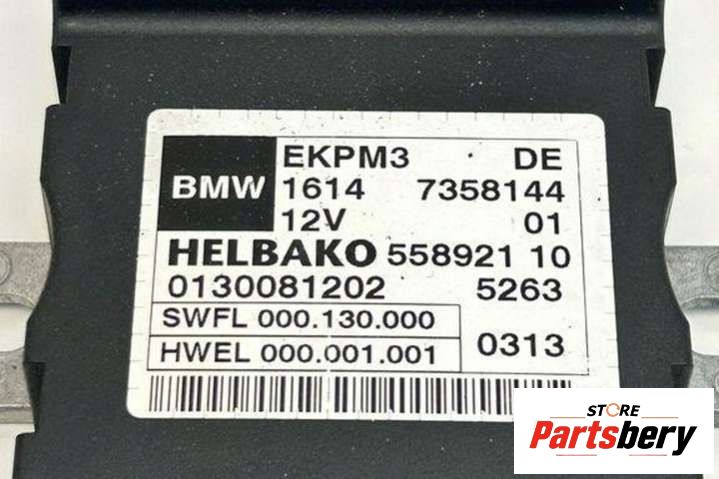 BMW EKPM3 DE
1614 7358144
12V 01
HELBAKO 558921 10
0130081202 5263
SWFL 000.130.000
HWEL 000.001.001 0313
STORE
Partsbery